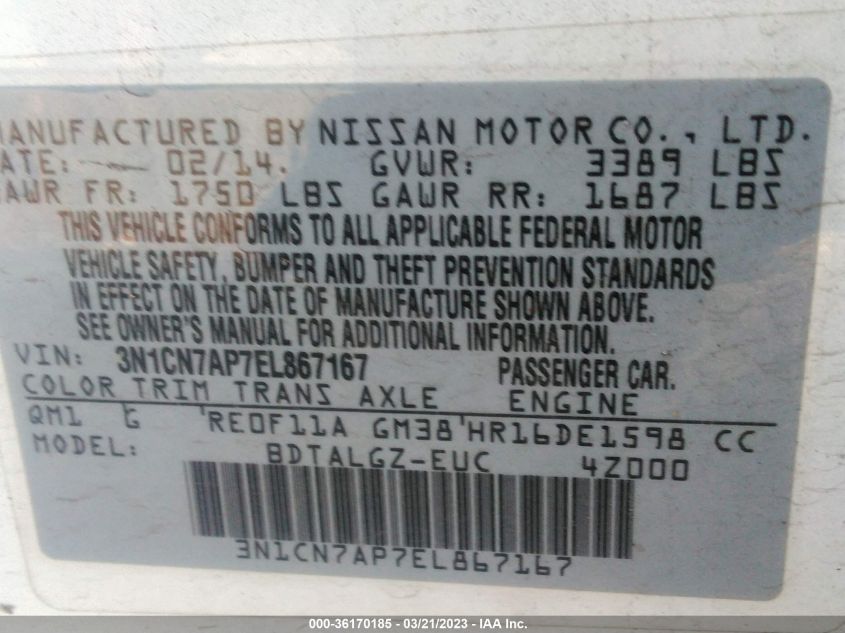 MANUFACTURED BY NISSAN MOTOR CO., LTD.
ATE: 02/14. GVWR: 3389 LBS
GAWR FR: 1750 LBS GAWR RR: 1687 LBS
THIS VEHICLE CONFORMS TO ALL APPLICABLE FEDERAL MOTOR
VEHICLE SAFETY, BUMPER AND THEFT PREVENTION STANDARDS
IN EFFECT ON THE DATE OF MANUFACTURE SHOWN ABOVE.
SEE OWNER'S MANUAL FOR ADDITIONAL INFORMATION.
VIN: 3N1CN7AP7EL867167 PASSENGER CAR.
COLOR TRIM TRANS AXLE ENGINE
QM1 G RE0F11A GM38 HR16DE1598 CC
MODEL: BDTALGZ-EUC 4Z000
3N1CN7AP7EL867167
000-36170185 - 03/21/2023 - IAA Inc.